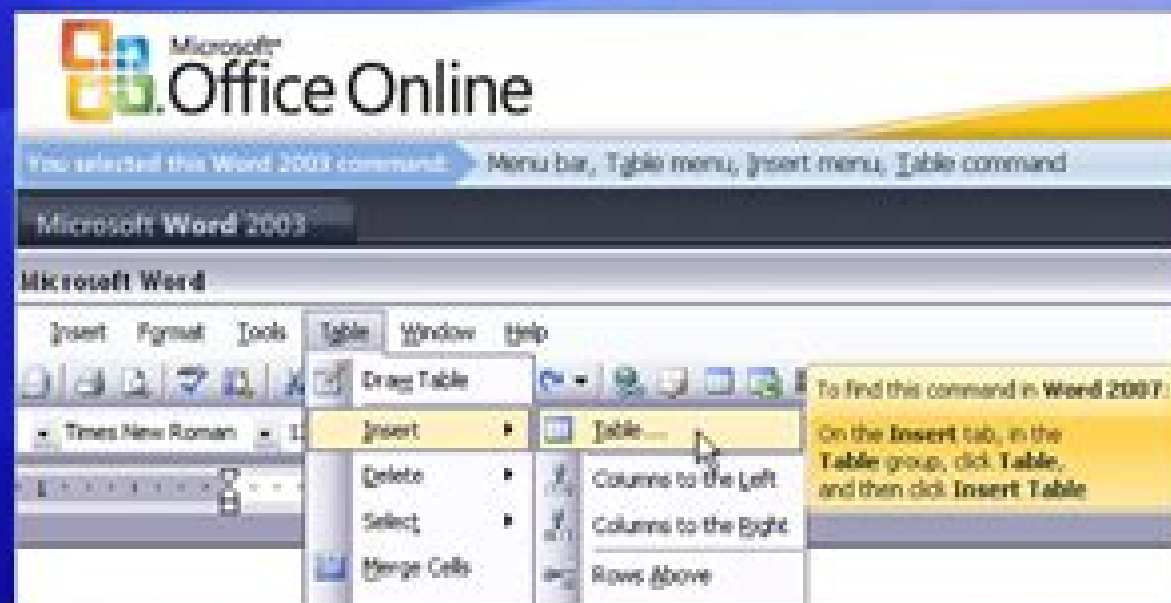 Microsoft®
Office Online
You selected this Word 2003 command: Menu bar, Table menu, Insert menu, Table command
Microsoft Word 2003
Microsoft Word
Insert Format Tools Table Window Help
Draw Table
To find this command in Word 2007:
Times New Roman
Insert
Table...
On the Insert tab, in the
Table group, click Table,
and then click Insert Table
Delete
Columns to the Left
Select
Columns to the Right
Merge Cells
Rows Above